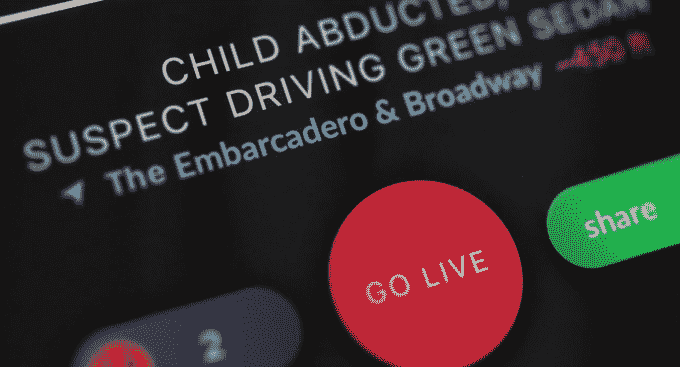 CHILD ABDUCTED,
SUSPECT DRIVING GREEN SEDAN
The Embarcadero & Broadway
share
GO LIVE
2